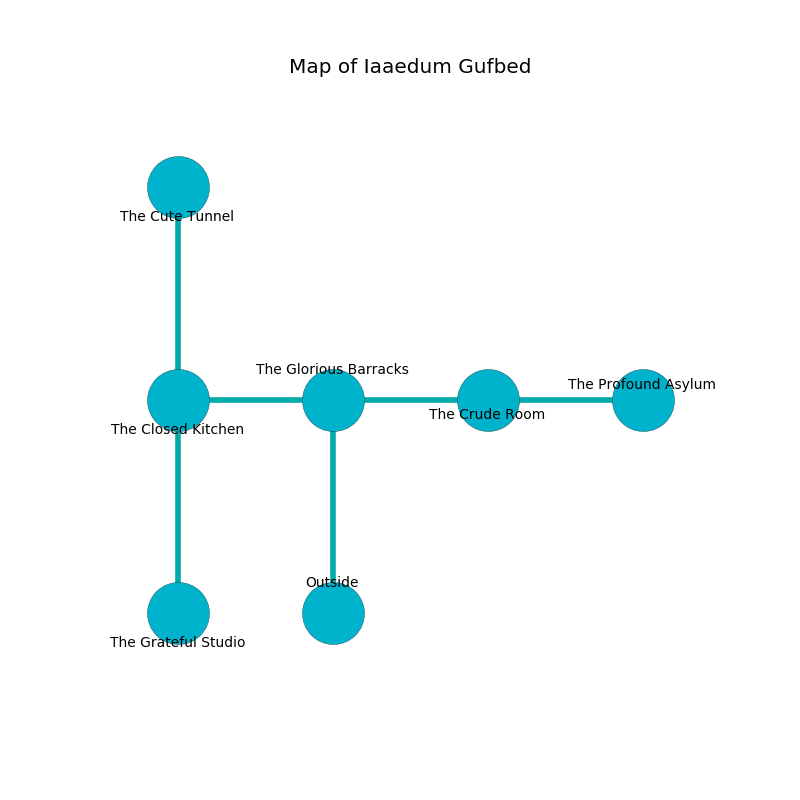 Map of Iaaedum Gufbed
The Cute Tunnel
The Glorious Barracks
The Profound Asylum
The Crude Room
The Closed Kitchen
Outside
The Grateful Studio